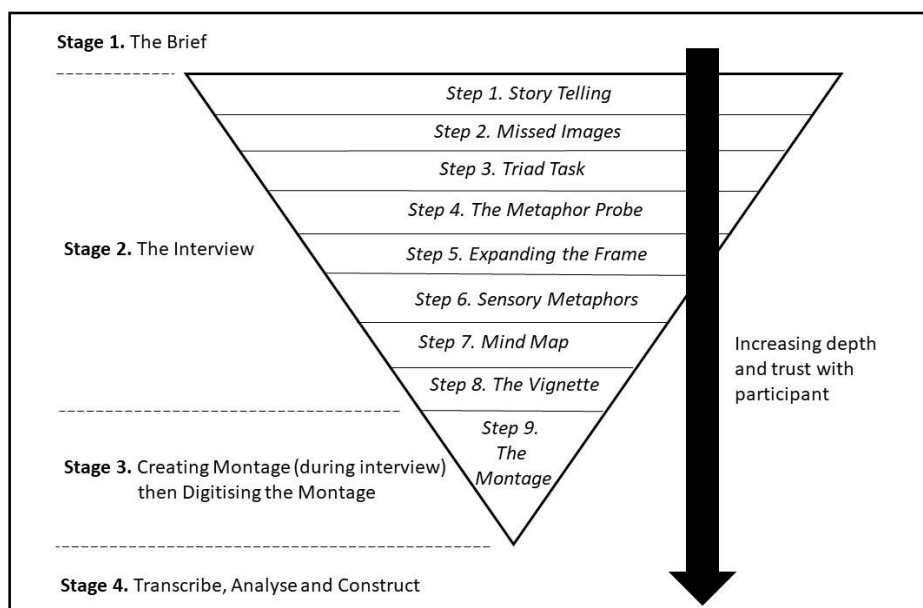 Stage 1. The Brief
Step 1. Story Telling
Step 2. Missed Images
Step 3. Triad Task
Step 4. The Metaphor Probe
Stage 2. The Interview
Step 5. Expanding the Frame
Step 6. Sensory Metaphors
Step 7. Mind Map
Step 8. The Vignette
Increasing depth
and trust with
participant
Step 9.
The
Montage
Stage 3. Creating Montage (during interview)
then Digitising the Montage
Stage 4. Transcribe, Analyse and Construct